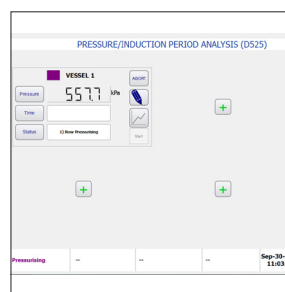 PRESSURE/INDUCTION PERIOD ANALYSIS (D525)
VESSEL 1
ABORT
Pressure
557.7
kPa
Time
Status
1) Now Pressurising
Start
Pressurising
--
--
--
Sep-30-
11:03